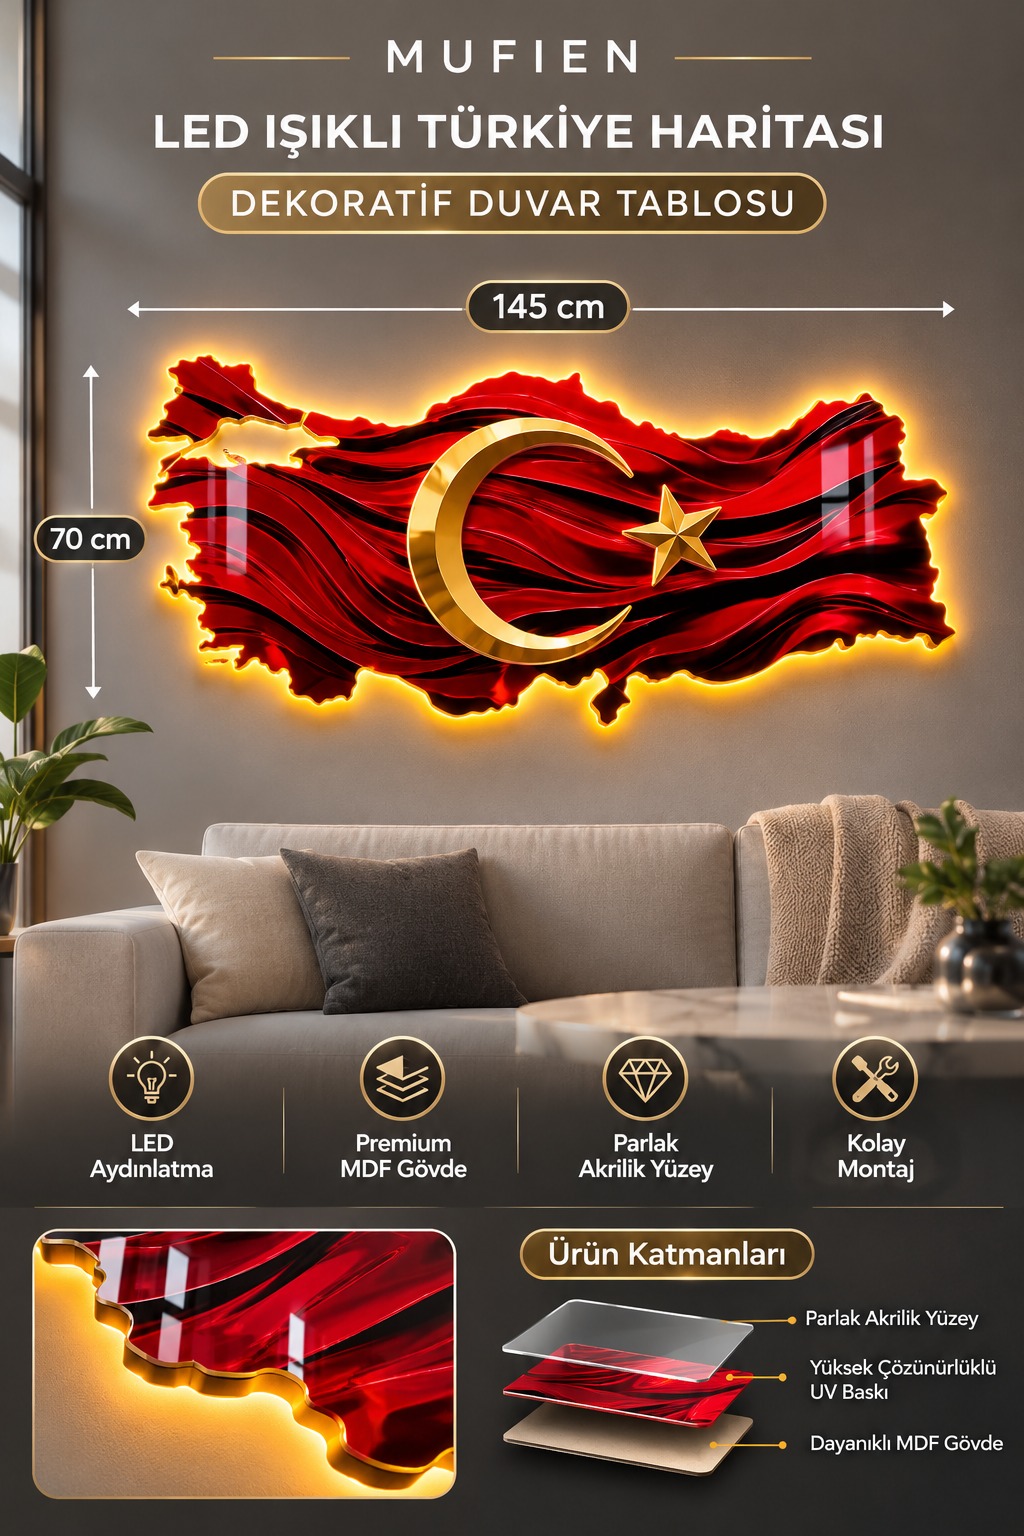 MUFIEN
LED IŞIKLI TÜRKİYE HARİTASI
DEKORATİF DUVAR TABLOSU
145 cm
70 cm
LED
Aydınlatma
Premium
MDF Gövde
Parlak
Akrilik Yüzey
Kolay
Montaj
Ürün Katmanları
Parlak Akrilik Yüzey
Yüksek Çözünürlüklü
UV Baskı
Dayanıklı MDF Gövde